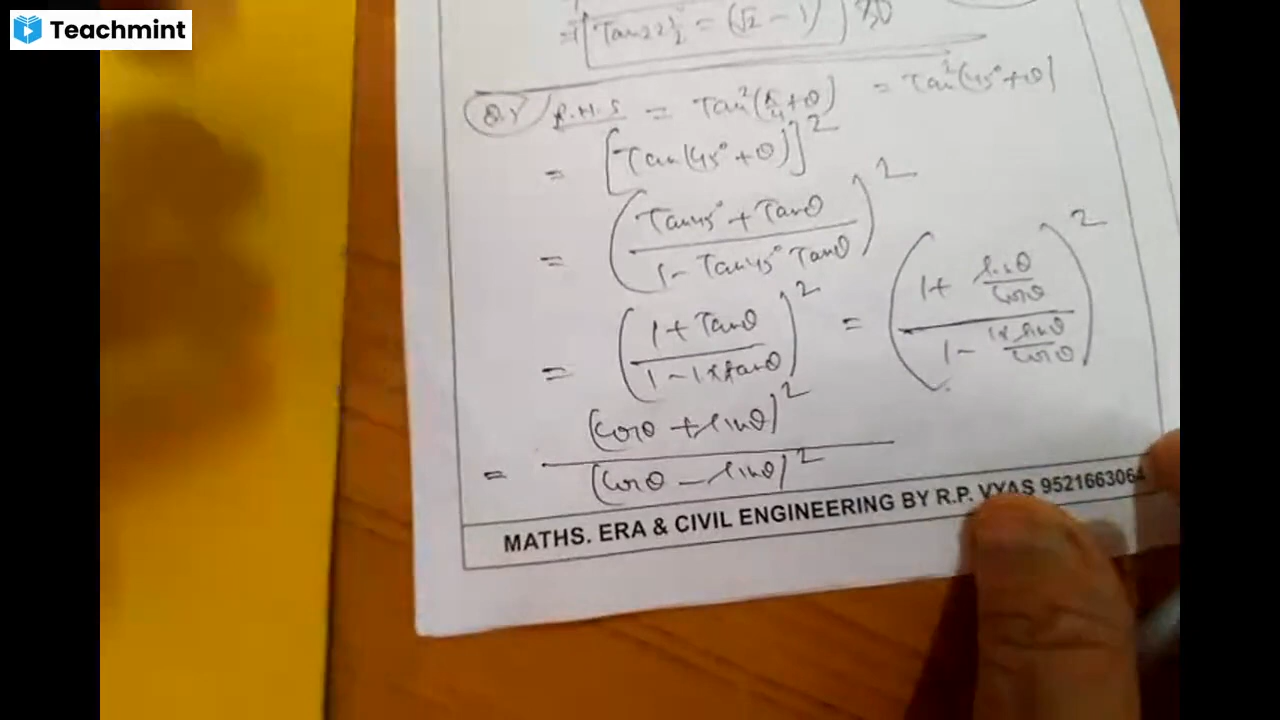 Teachmint
=) Tan22½° = (√2 - 1)
Q.) R.H.S = Tan²(π/4 + θ) = Tan²(45° + θ)
= [Tan(45° + θ)]²
= ((Tan45° + Tanθ)/(1 - Tan45° Tanθ))²
= ((1 + Tanθ)/(1 - 1×tanθ))² = ((1 + sinθ/cosθ)/(1 - 1×sinθ/cosθ))²
= (cosθ + sinθ)²/(cosθ - sinθ)²
MATHS. ERA & CIVIL ENGINEERING BY R.P. VYAS 9521663064